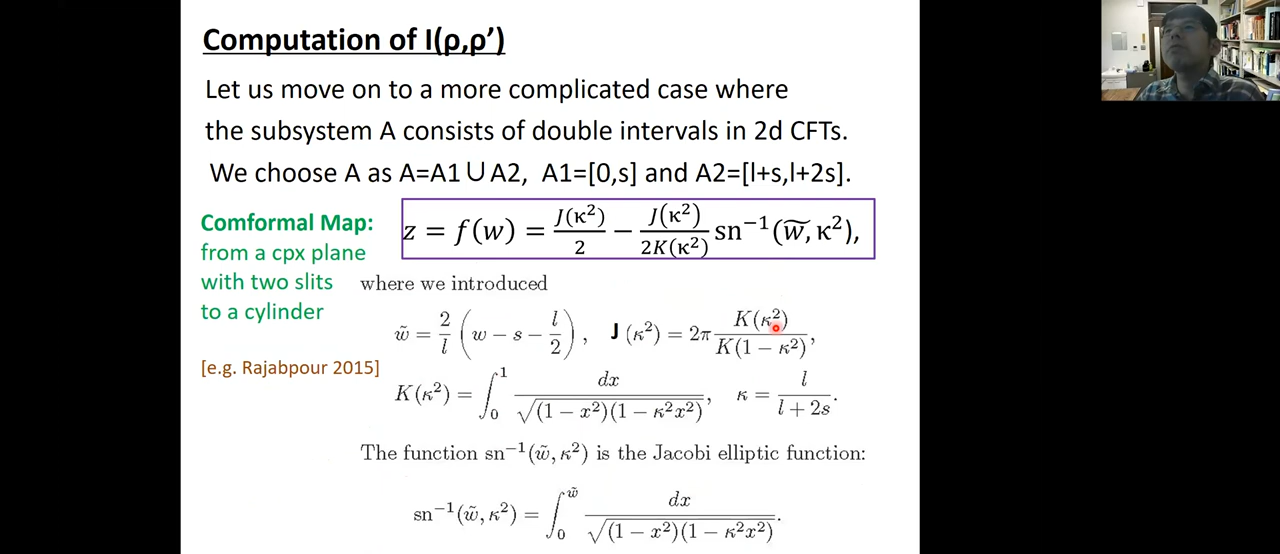 Computation of I(ρ,ρ’)
Let us move on to a more complicated case where
the subsystem A consists of double intervals in 2d CFTs.
We choose A as A=A1∪A2, A1=[0,s] and A2=[l+s,l+2s].
Comformal Map:
from a cpx plane
with two slits
to a cylinder
[e.g. Rajabpour 2015]
z = f(w) = J(κ²)/2 − J(κ²)/2K(κ²) sn⁻¹(w̃, κ²),
where we introduced
w̃ = 2/l (w − s − l/2), J(κ²) = 2π K(κ²)/K(1 − κ²),
K(κ²) = ∫₀¹ dx/√(1 − x²)(1 − κ²x²), κ = l/l + 2s.
The function sn⁻¹(w̃, κ²) is the Jacobi elliptic function:
sn⁻¹(w̃, κ²) = ∫₀^w̃ dx/√(1 − x²)(1 − κ²x²).